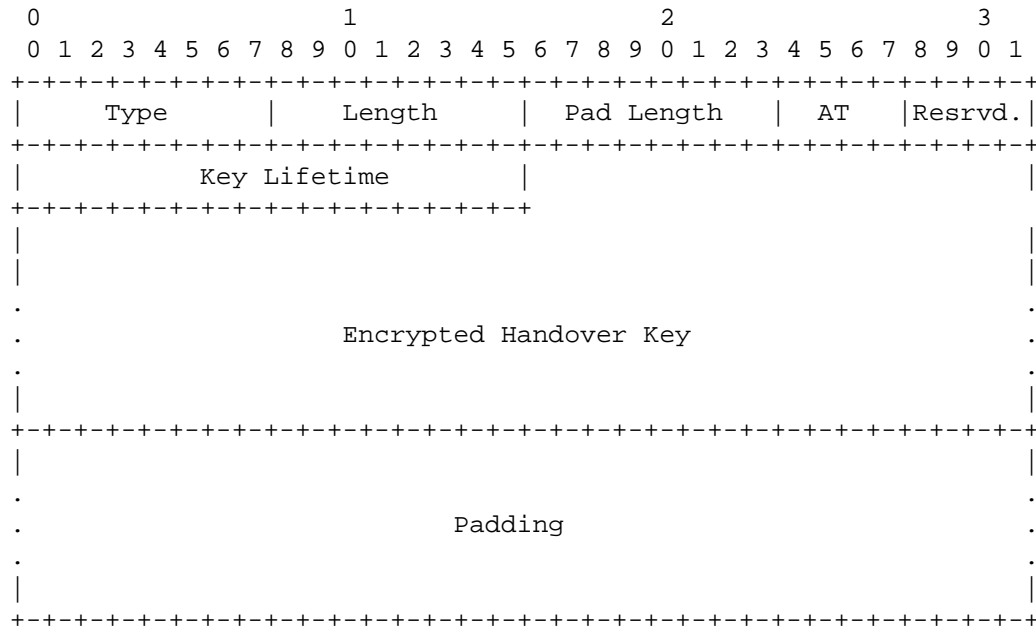 0                   1                   2                   3
 0 1 2 3 4 5 6 7 8 9 0 1 2 3 4 5 6 7 8 9 0 1 2 3 4 5 6 7 8 9 0 1
+-+-+-+-+-+-+-+-+-+-+-+-+-+-+-+-+-+-+-+-+-+-+-+-+-+-+-+-+-+-+-+-+
|     Type      |    Length     |  Pad Length   |  AT   |Resrvd.|
+-+-+-+-+-+-+-+-+-+-+-+-+-+-+-+-+-+-+-+-+-+-+-+-+-+-+-+-+-+-+-+-+
|           Key Lifetime        |                               |
+-+-+-+-+-+-+-+-+-+-+-+-+-+-+-+-+
|                                                               |
|                                                               |
.                                                               .
.                    Encrypted Handover Key                     .
.                                                               .
|                                                               |
+-+-+-+-+-+-+-+-+-+-+-+-+-+-+-+-+-+-+-+-+-+-+-+-+-+-+-+-+-+-+-+-+
|                                                               |
.                                                               .
.                           Padding                             .
.                                                               .
|                                                               |
+-+-+-+-+-+-+-+-+-+-+-+-+-+-+-+-+-+-+-+-+-+-+-+-+-+-+-+-+-+-+-+-+